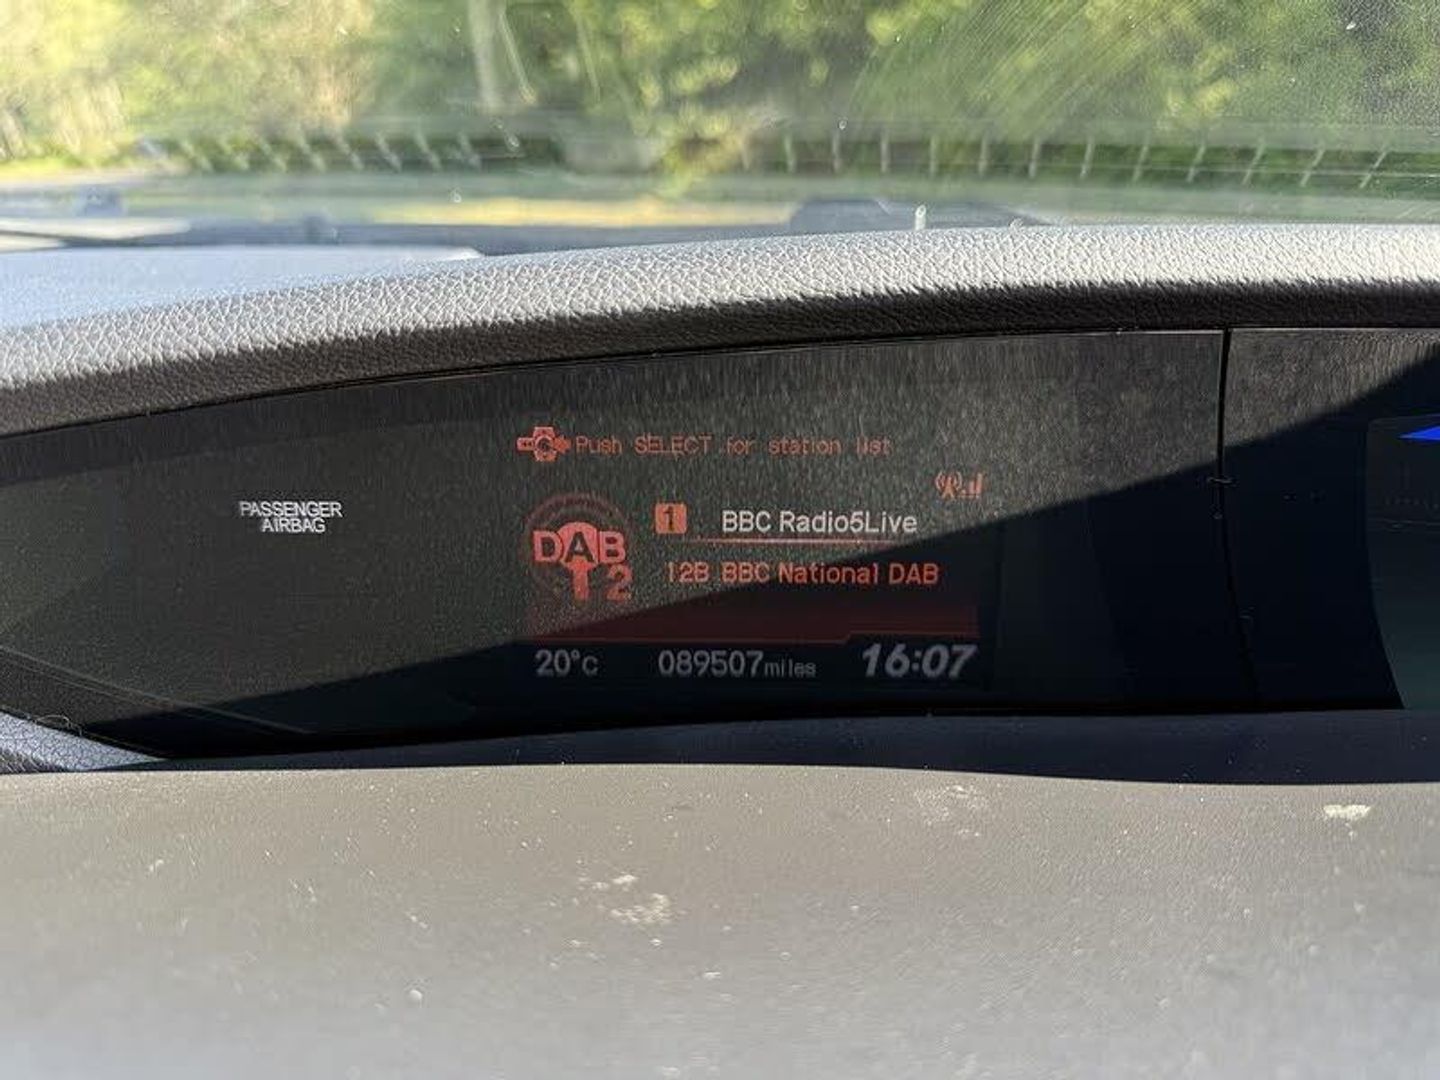 Push SELECT for station list
PASSENGER
AIRBAG
1 BBC Radio5Live
DAB
2
12B BBC National DAB
20°C 089507miles 16:07